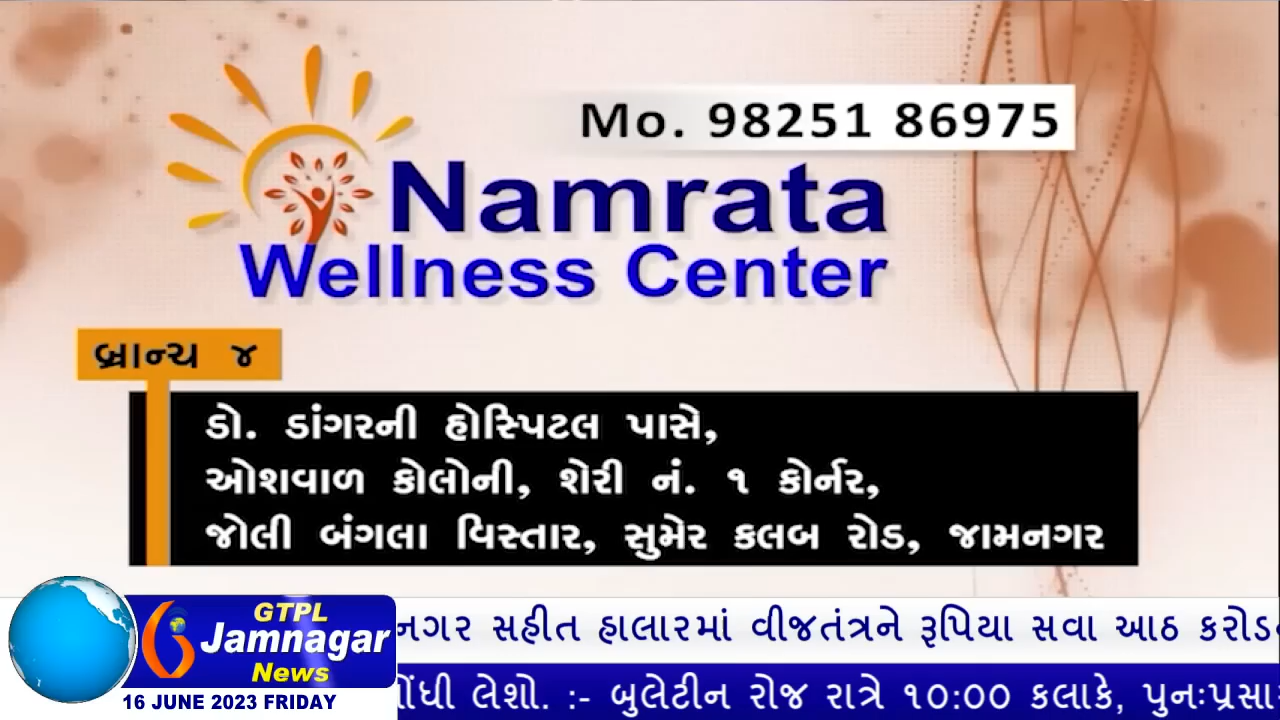 Mo. 98251 86975
Namrata
Wellness Center
બ્રાન્ચ ૪
ડો. ડાંગરની હોસ્પિટલ પાસે,
ઓશવાળ કોલોની, શેરી નં. ૧ કોર્નર,
જોલી બંગલા વિસ્તાર, સુમેર કલબ રોડ, જામનગર
GTPL
Jamnagar
News
16 JUNE 2023 FRIDAY
નગર સહીત હાલારમાં વીજતંત્રને રૂપિયા સવા આઠ કરોડ
લેશો. :- બુલેટીન રોજ રાત્રે ૧૦:૦૦ કલાકે,